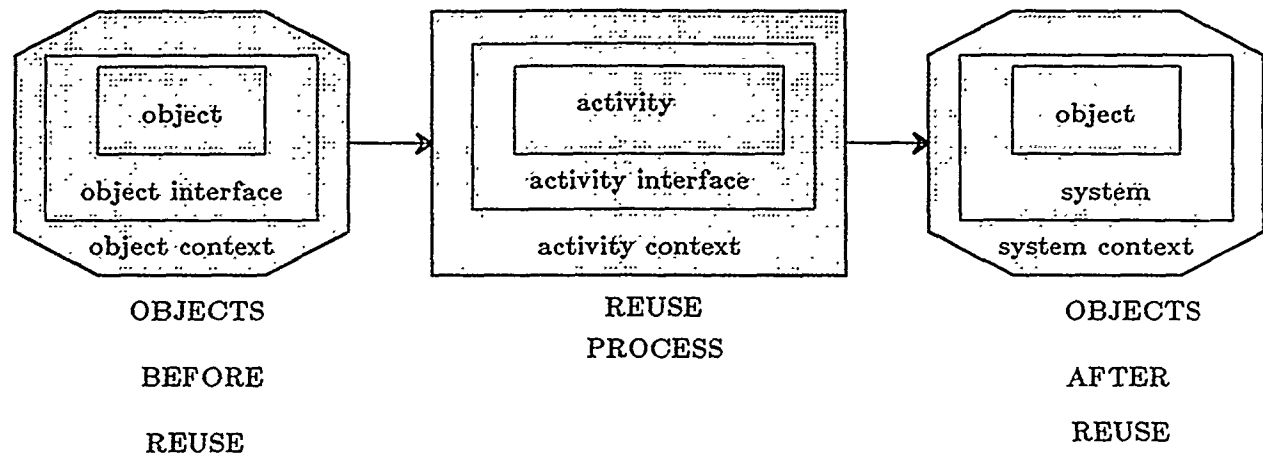 object
object interface
object context
OBJECTS
BEFORE
REUSE
activity
activity interface
activity context
REUSE
PROCESS
object
system
system context
OBJECTS
AFTER
REUSE